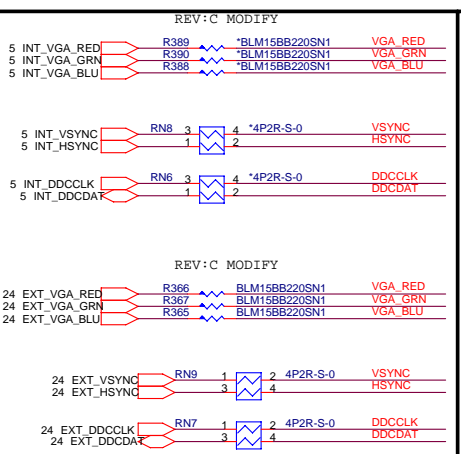 REV:C MODIFY
5 INT_VGA_RED R389 *BLM15BB220SN1 VGA_RED
5 INT_VGA_GRN R390 *BLM15BB220SN1 VGA_GRN
5 INT_VGA_BLU R388 *BLM15BB220SN1 VGA_BLU
5 INT_VSYNC RN8 3 4 *4P2R-S-0 VSYNC
5 INT_HSYNC 1 2 HSYNC
5 INT_DDCCLK RN6 3 4 *4P2R-S-0 DDCCLK
5 INT_DDCDAT 1 2 DDCDAT
REV:C MODIFY
24 EXT_VGA_RED R366 BLM15BB220SN1 VGA_RED
24 EXT_VGA_GRN R367 BLM15BB220SN1 VGA_GRN
24 EXT_VGA_BLU R365 BLM15BB220SN1 VGA_BLU
24 EXT_VSYNC RN9 1 2 4P2R-S-0 VSYNC
24 EXT_HSYNC 3 4 HSYNC
24 EXT_DDCCLK RN7 1 2 4P2R-S-0 DDCCLK
24 EXT_DDCDAT 3 4 DDCDAT